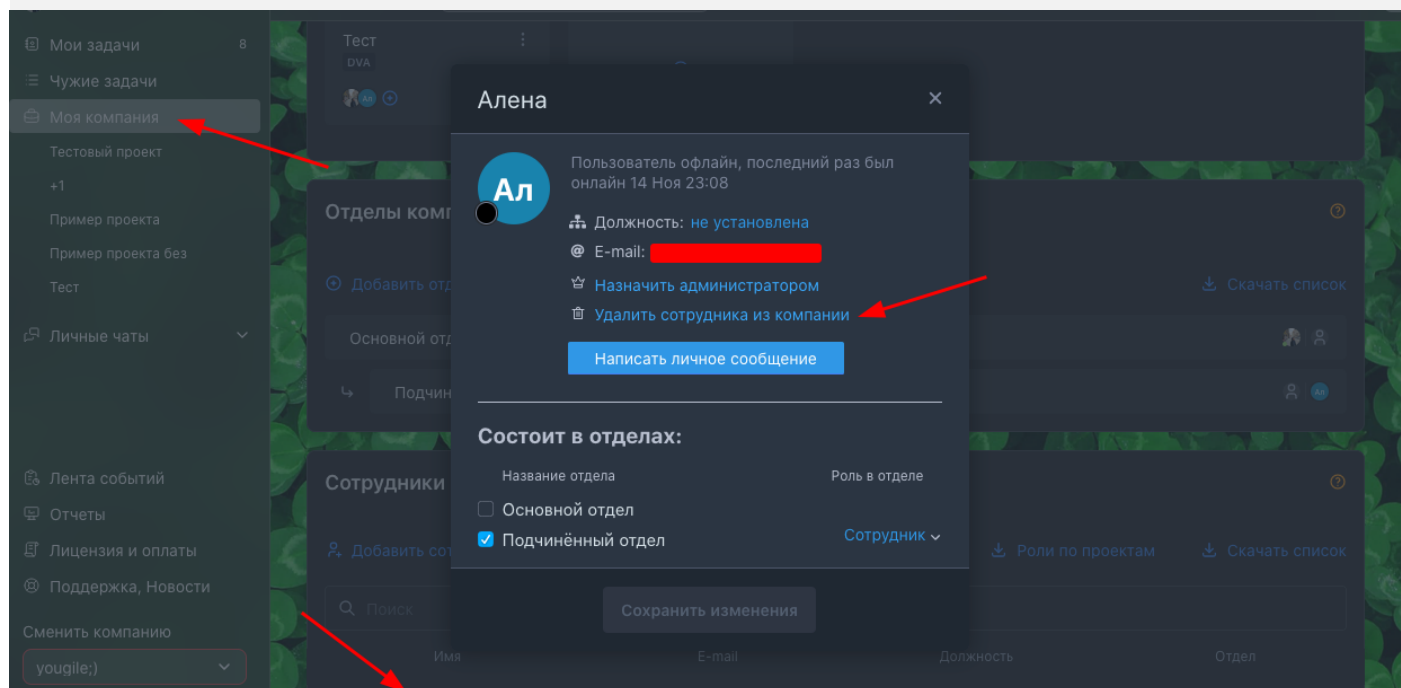 Мои задачи 8
Чужие задачи
Моя компания
Тестовый проект
+1
Пример проекта
Пример проекта без
Тест
Личные чаты
Лента событий
Отчеты
Лицензия и оплаты
Поддержка, Новости
Сменить компанию
yougile;)
Тест
DVA
Ал
Отделы комп
Добавить отд
Скачать список
Основной отд
Подчин
Ал
Сотрудники
Добавить сот
Роли по проектам
Скачать список
Поиск
Имя
E-mail
Должность
Отдел
Алена
Ал
Пользователь офлайн, последний раз был
онлайн 14 Ноя 23:08
Должность: не установлена
@ E-mail:
Назначить администратором
Удалить сотрудника из компании
Написать личное сообщение
Состоит в отделах:
Название отдела
Роль в отделе
Основной отдел
Подчинённый отдел
Сотрудник
Сохранить изменения